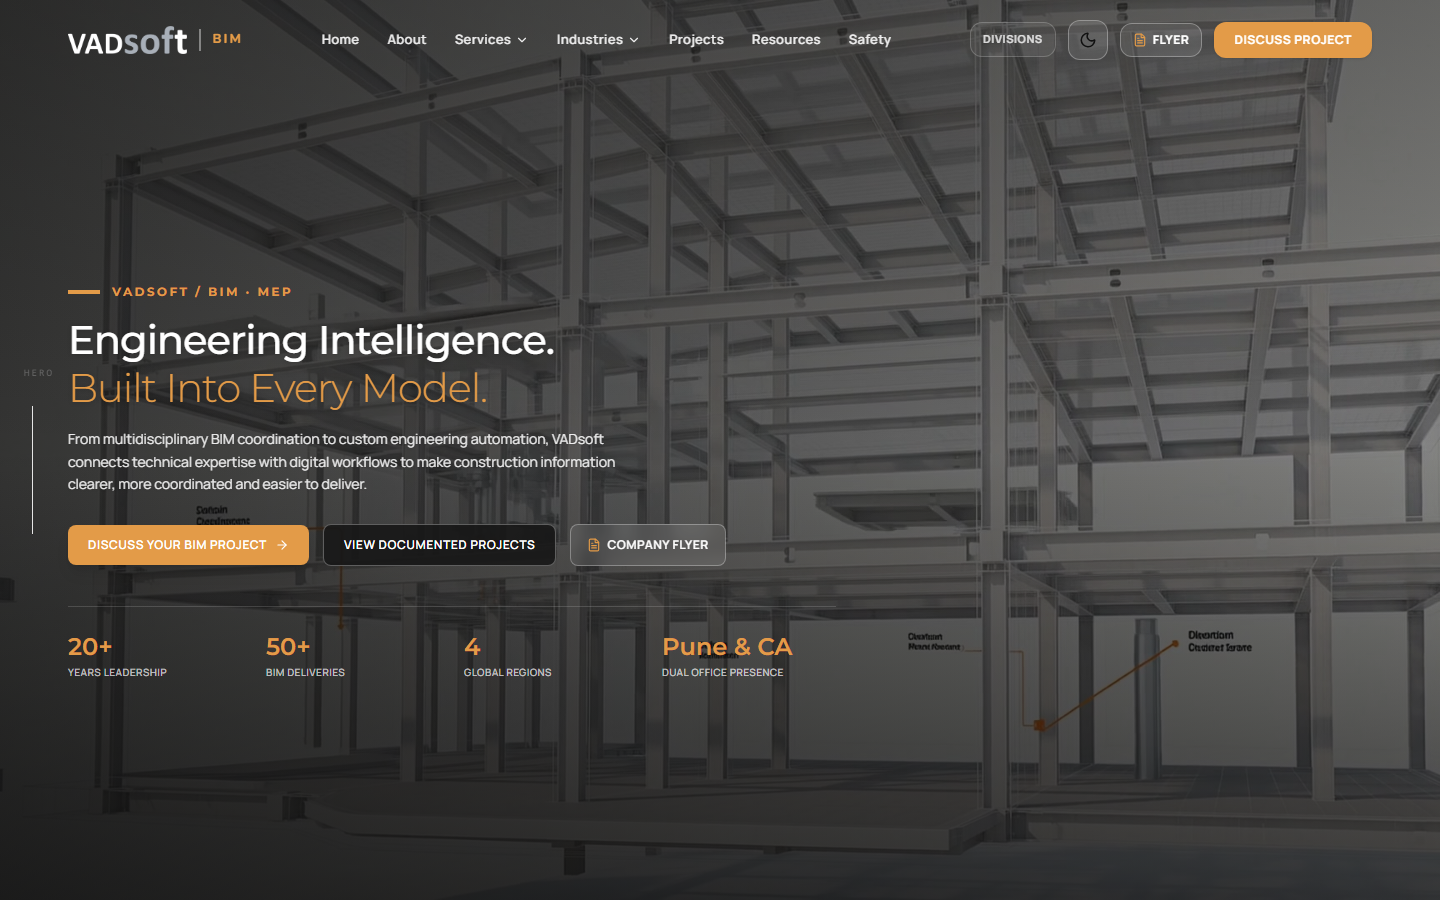 VADsoft | BIM
Home About Services Industries Projects Resources Safety
DIVISIONS
FLYER
DISCUSS PROJECT
VADSOFT / BIM · MEP
Engineering Intelligence.
Built Into Every Model.
HERO
From multidisciplinary BIM coordination to custom engineering automation, VADsoft
connects technical expertise with digital workflows to make construction information
clearer, more coordinated and easier to deliver.
DISCUSS YOUR BIM PROJECT →
VIEW DOCUMENTED PROJECTS
COMPANY FLYER
20+ 50+ 4 Pune & CA
YEARS LEADERSHIP BIM DELIVERIES GLOBAL REGIONS DUAL OFFICE PRESENCE